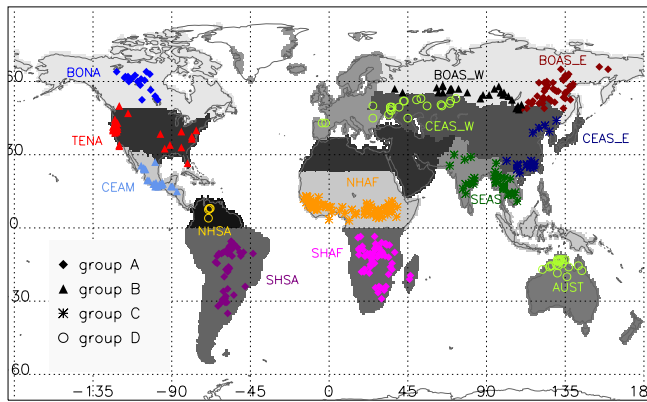 BONA
BOAS_W
BOAS_E
60
TENA
CEAS_W
CEAS_E
30
CEAM
NHAF
SEAS
0
NHSA
SHAF
SHSA
AUST
group A
group B
group C
group D
30
60
-135 -90 -45 0 45 90 135 18